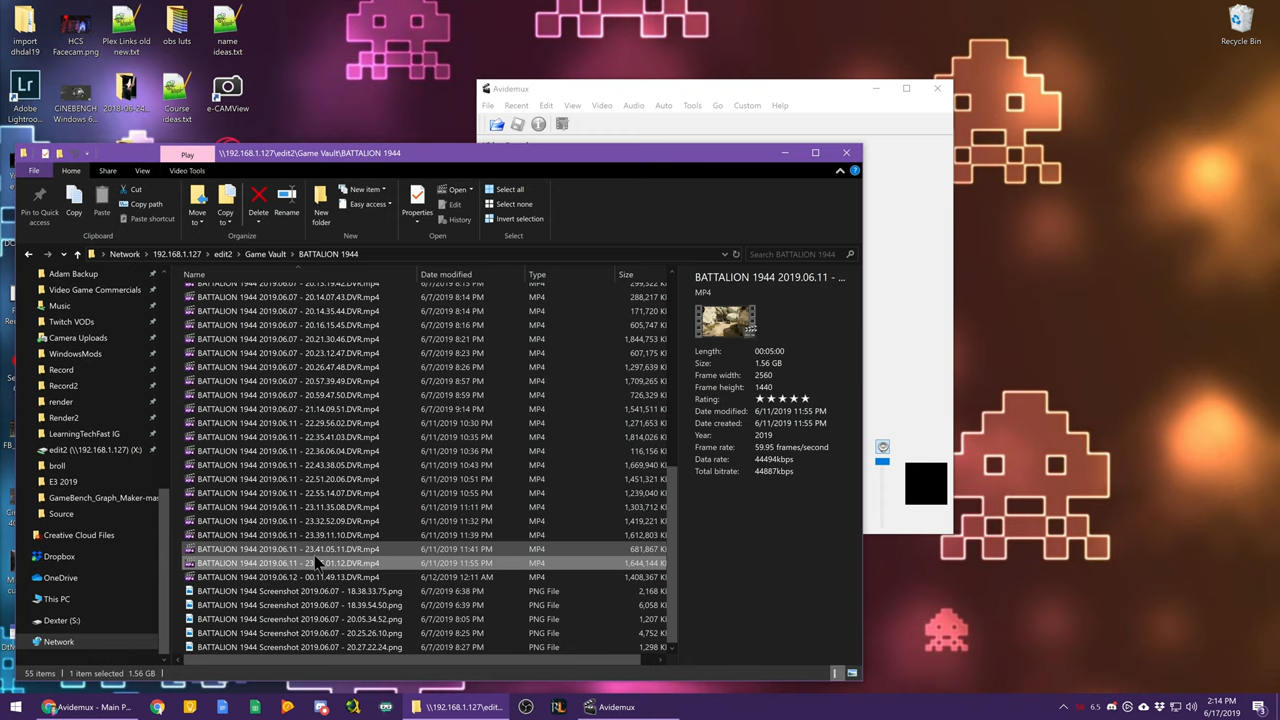 import
dhdal19
HCS
Facecam.png
Plex Links old
new.txt
obs luts
name
ideas.txt
Adobe
Lightroo...
CINEBENCH
Windows 6...
2018-06-24...
Course
ideas.txt
e-CAMView
Recycle Bin
Avidemux
File Recent Edit View Video Audio Auto Tools Go Custom Help
Play \\192.168.1.127\edit2\Game Vault\BATTALION 1944
File Home Share View Video Tools
Pin to Quick
access
Copy
Paste
Cut
Copy path
Paste shortcut
Clipboard
Move
to
Copy
to
Delete
Rename
Organize
New
folder
New item
Easy access
New
Properties
Open
Edit
History
Open
Select all
Select none
Invert selection
Select
Network > 192.168.1.127 > edit2 > Game Vault > BATTALION 1944
Search BATTALION 1944
Adam Backup
Video Game Commercials
Music
Twitch VODs
Camera Uploads
WindowsMods
Record
Record2
render
Render2
LearningTechFast IG
edit2 (\\192.168.1.127) (X:)
broll
E3 2019
GameBench_Graph_Maker-mas
Source
Creative Cloud Files
Dropbox
OneDrive
This PC
Dexter (S:)
Network
Name Date modified Type Size
BATTALION 1944 2019.06.07 - 20.13.19.42.DVR.mp4 6/7/2019 8:13 PM MP4 299,322 K
BATTALION 1944 2019.06.07 - 20.14.07.43.DVR.mp4 6/7/2019 8:14 PM MP4 288,217 K
BATTALION 1944 2019.06.07 - 20.14.35.44.DVR.mp4 6/7/2019 8:14 PM MP4 171,720 K
BATTALION 1944 2019.06.07 - 20.16.15.45.DVR.mp4 6/7/2019 8:16 PM MP4 605,747 K
BATTALION 1944 2019.06.07 - 20.21.30.46.DVR.mp4 6/7/2019 8:21 PM MP4 1,844,753 K
BATTALION 1944 2019.06.07 - 20.23.12.47.DVR.mp4 6/7/2019 8:23 PM MP4 607,175 K
BATTALION 1944 2019.06.07 - 20.26.47.48.DVR.mp4 6/7/2019 8:26 PM MP4 1,297,639 K
BATTALION 1944 2019.06.07 - 20.57.39.49.DVR.mp4 6/7/2019 8:57 PM MP4 1,709,265 K
BATTALION 1944 2019.06.07 - 20.59.47.50.DVR.mp4 6/7/2019 8:59 PM MP4 726,329 K
BATTALION 1944 2019.06.07 - 21.14.09.51.DVR.mp4 6/7/2019 9:14 PM MP4 1,541,511 K
BATTALION 1944 2019.06.11 - 22.29.56.02.DVR.mp4 6/11/2019 10:30 PM MP4 1,271,653 K
BATTALION 1944 2019.06.11 - 22.35.41.03.DVR.mp4 6/11/2019 10:35 PM MP4 1,814,026 K
BATTALION 1944 2019.06.11 - 22.36.06.04.DVR.mp4 6/11/2019 10:36 PM MP4 116,156 K
BATTALION 1944 2019.06.11 - 22.43.38.05.DVR.mp4 6/11/2019 10:43 PM MP4 1,669,940 K
BATTALION 1944 2019.06.11 - 22.51.20.06.DVR.mp4 6/11/2019 10:51 PM MP4 1,451,321 K
BATTALION 1944 2019.06.11 - 22.55.14.07.DVR.mp4 6/11/2019 10:55 PM MP4 1,239,040 K
BATTALION 1944 2019.06.11 - 23.11.35.08.DVR.mp4 6/11/2019 11:11 PM MP4 1,303,712 K
BATTALION 1944 2019.06.11 - 23.32.52.09.DVR.mp4 6/11/2019 11:32 PM MP4 1,419,221 K
BATTALION 1944 2019.06.11 - 23.39.11.10.DVR.mp4 6/11/2019 11:39 PM MP4 1,612,803 K
BATTALION 1944 2019.06.11 - 23.41.05.11.DVR.mp4 6/11/2019 11:41 PM MP4 681,867 K
BATTALION 1944 2019.06.11 - 01.12.DVR.mp4 6/11/2019 11:55 PM MP4 1,644,144 K
BATTALION 1944 2019.06.12 - 00.11.49.13.DVR.mp4 6/12/2019 12:11 AM MP4 1,408,367 K
BATTALION 1944 Screenshot 2019.06.07 - 18.38.33.75.png 6/7/2019 6:38 PM PNG File 2,168 K
BATTALION 1944 Screenshot 2019.06.07 - 18.39.54.50.png 6/7/2019 6:39 PM PNG File 6,058 K
BATTALION 1944 Screenshot 2019.06.07 - 20.05.34.52.png 6/7/2019 8:05 PM PNG File 1,207 K
BATTALION 1944 Screenshot 2019.06.07 - 20.25.26.10.png 6/7/2019 8:25 PM PNG File 4,752 K
BATTALION 1944 Screenshot 2019.06.07 - 20.27.22.24.png 6/7/2019 8:27 PM PNG File 1,298 K
BATTALION 1944 2019.06.11 - ...
MP4
Length: 00:05:00
Size: 1.56 GB
Frame width: 2560
Frame height: 1440
Rating: ★ ★ ★ ★ ★
Date modified: 6/11/2019 11:55 PM
Date created: 6/11/2019 11:55 PM
Year: 2019
Frame rate: 59.95 frames/second
Data rate: 44494kbps
Total bitrate: 44887kbps
55 items 1 item selected 1.56 GB
Avidemux - Main P...
\\192.168.1.127\edit...
Avidemux
6.5
2:14 PM
6/17/2019